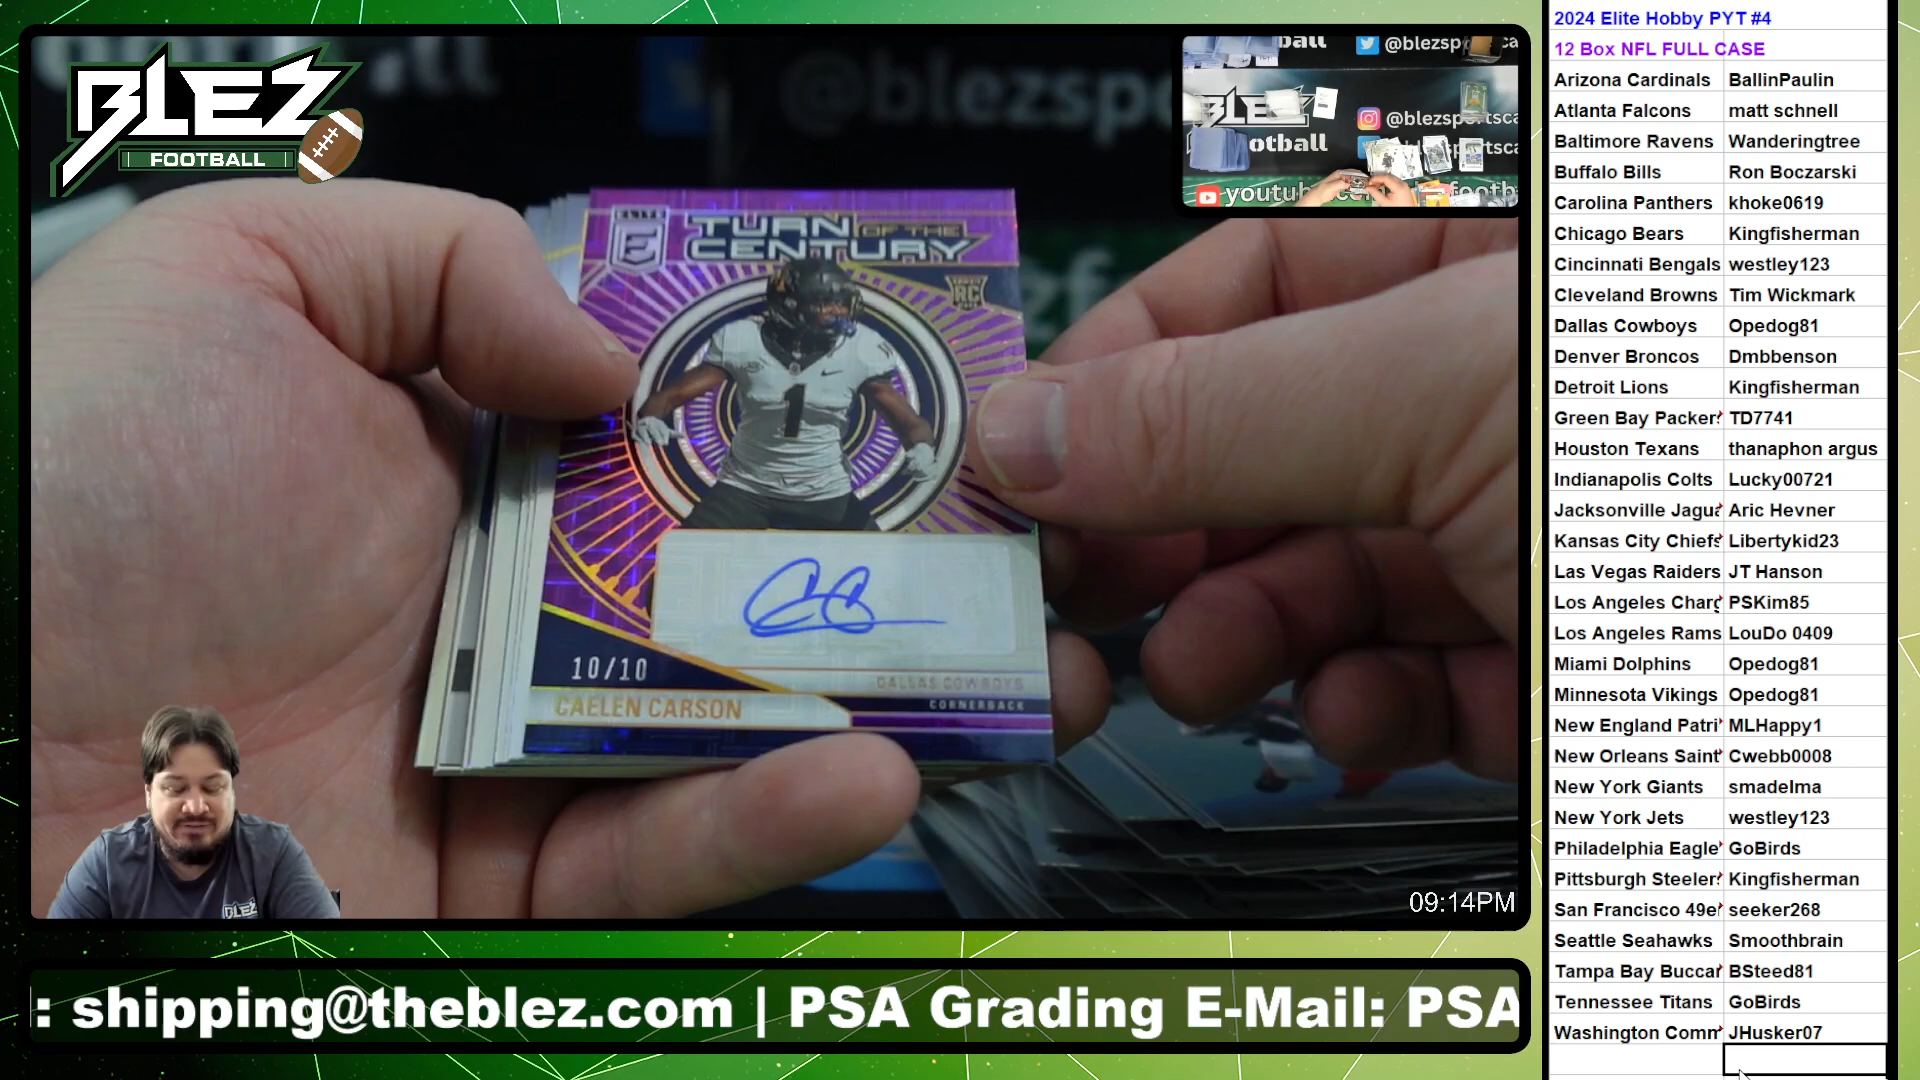 BLEZ
FOOTBALL
@blezsp
@blezsp
@blezsportsca
otball
youtub
ELITE
E
TURN OF THE
CENTURY
RC
1
10/10
DALLAS COWBOYS
CORNERBACK
CAELEN CARSON
BLEZ
09:14PM
: shipping@theblez.com | PSA Grading E-Mail: PSA
2024 Elite Hobby PYT #4
12 Box NFL FULL CASE
Arizona Cardinals BallinPaulin
Atlanta Falcons matt schnell
Baltimore Ravens Wanderingtree
Buffalo Bills Ron Boczarski
Carolina Panthers khoke0619
Chicago Bears Kingfisherman
Cincinnati Bengals westley123
Cleveland Browns Tim Wickmark
Dallas Cowboys Opedog81
Denver Broncos Dmbbenson
Detroit Lions Kingfisherman
Green Bay Packer TD7741
Houston Texans thanaphon argus
Indianapolis Colts Lucky00721
Jacksonville Jagu Aric Hevner
Kansas City Chiefs Libertykid23
Las Vegas Raiders JT Hanson
Los Angeles Charg PSKim85
Los Angeles Rams LouDo 0409
Miami Dolphins Opedog81
Minnesota Vikings Opedog81
New England Patri MLHappy1
New Orleans Saint Cwebb0008
New York Giants smadelma
New York Jets westley123
Philadelphia Eagle GoBirds
Pittsburgh Steeler Kingfisherman
San Francisco 49e seeker268
Seattle Seahawks Smoothbrain
Tampa Bay Buccan BSteed81
Tennessee Titans GoBirds
Washington Comm JHusker07